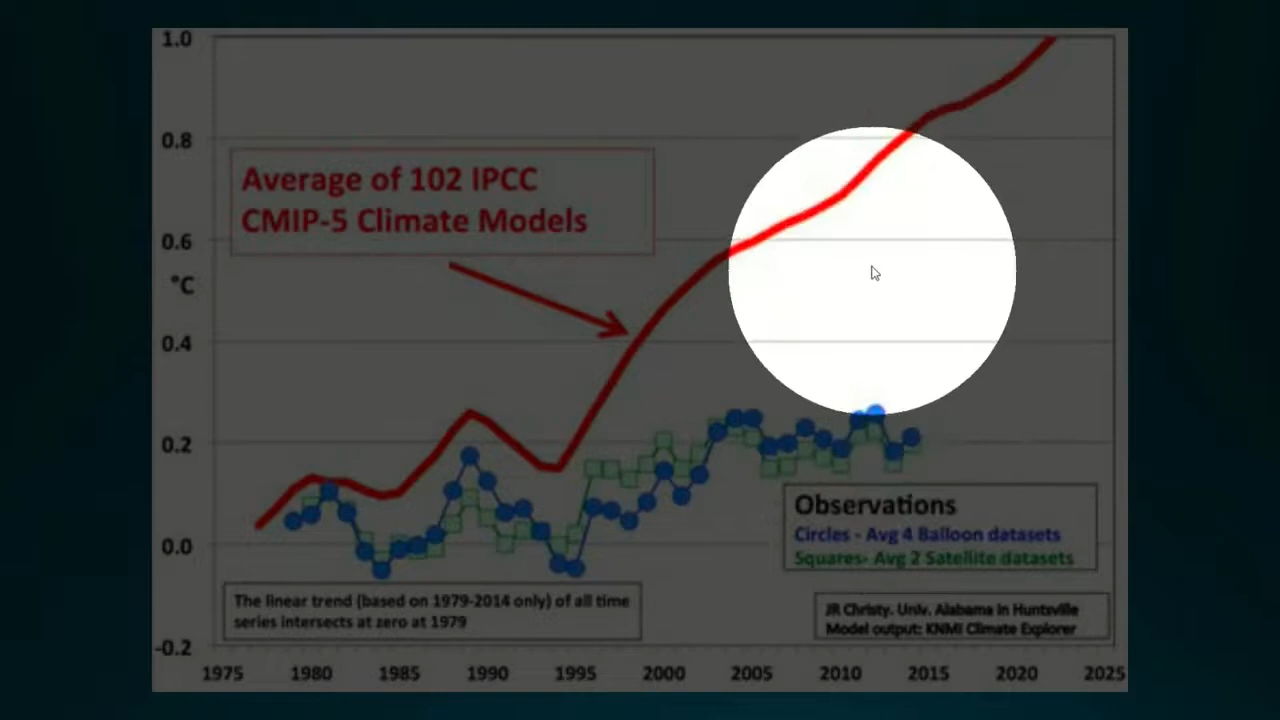 1.0
0.8
Average of 102 IPCC
CMIP-5 Climate Models
0.6
°C
0.4
0.2
Observations
Circles - Avg 4 Balloon datasets
0.0
Squares- Avg 2 Satellite datasets
The linear trend (based on 1979-2014 only) of all time
series intersects at zero at 1979
JR Christy. Univ. Alabama in Huntsville
Model output: KNMI Climate Explorer
-0.2
1975 1980 1985 1990 1995 2000 2005 2010 2015 2020 2025